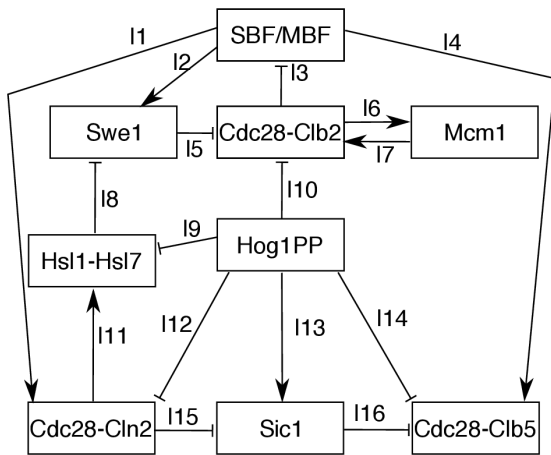 I1
SBF/MBF
I4
I2
I3
Swe1
I5
Cdc28-Clb2
I6
I7
Mcm1
I8
I9
I10
Hsl1-Hsl7
Hog1PP
I11
I12
I13
I14
Cdc28-Cln2
I15
Sic1
I16
Cdc28-Clb5